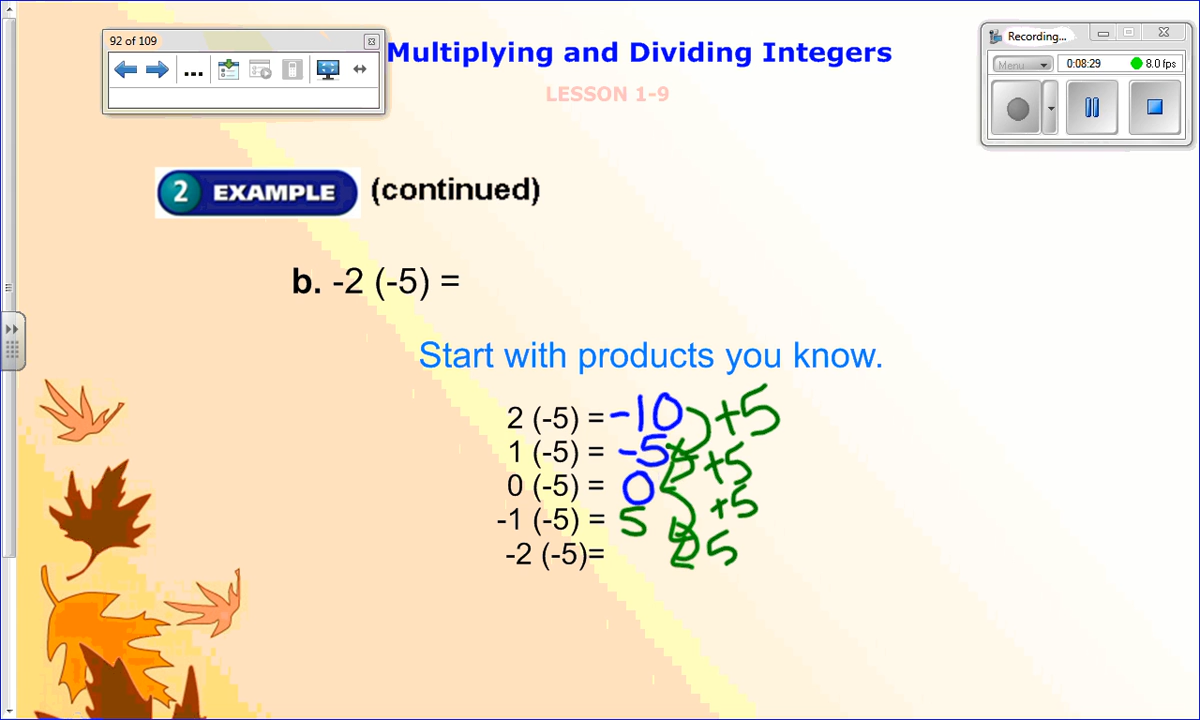 92 of 109
Multiplying and Dividing Integers
LESSON 1-9
Recording...
Menu
0:08:29
8.0 fps
2 EXAMPLE (continued)
b. -2 (-5) =
Start with products you know.
2 (-5) = -10 +5
1 (-5) = -5 +5
0 (-5) = 0 +5
-1 (-5) = 5 5
-2 (-5)=